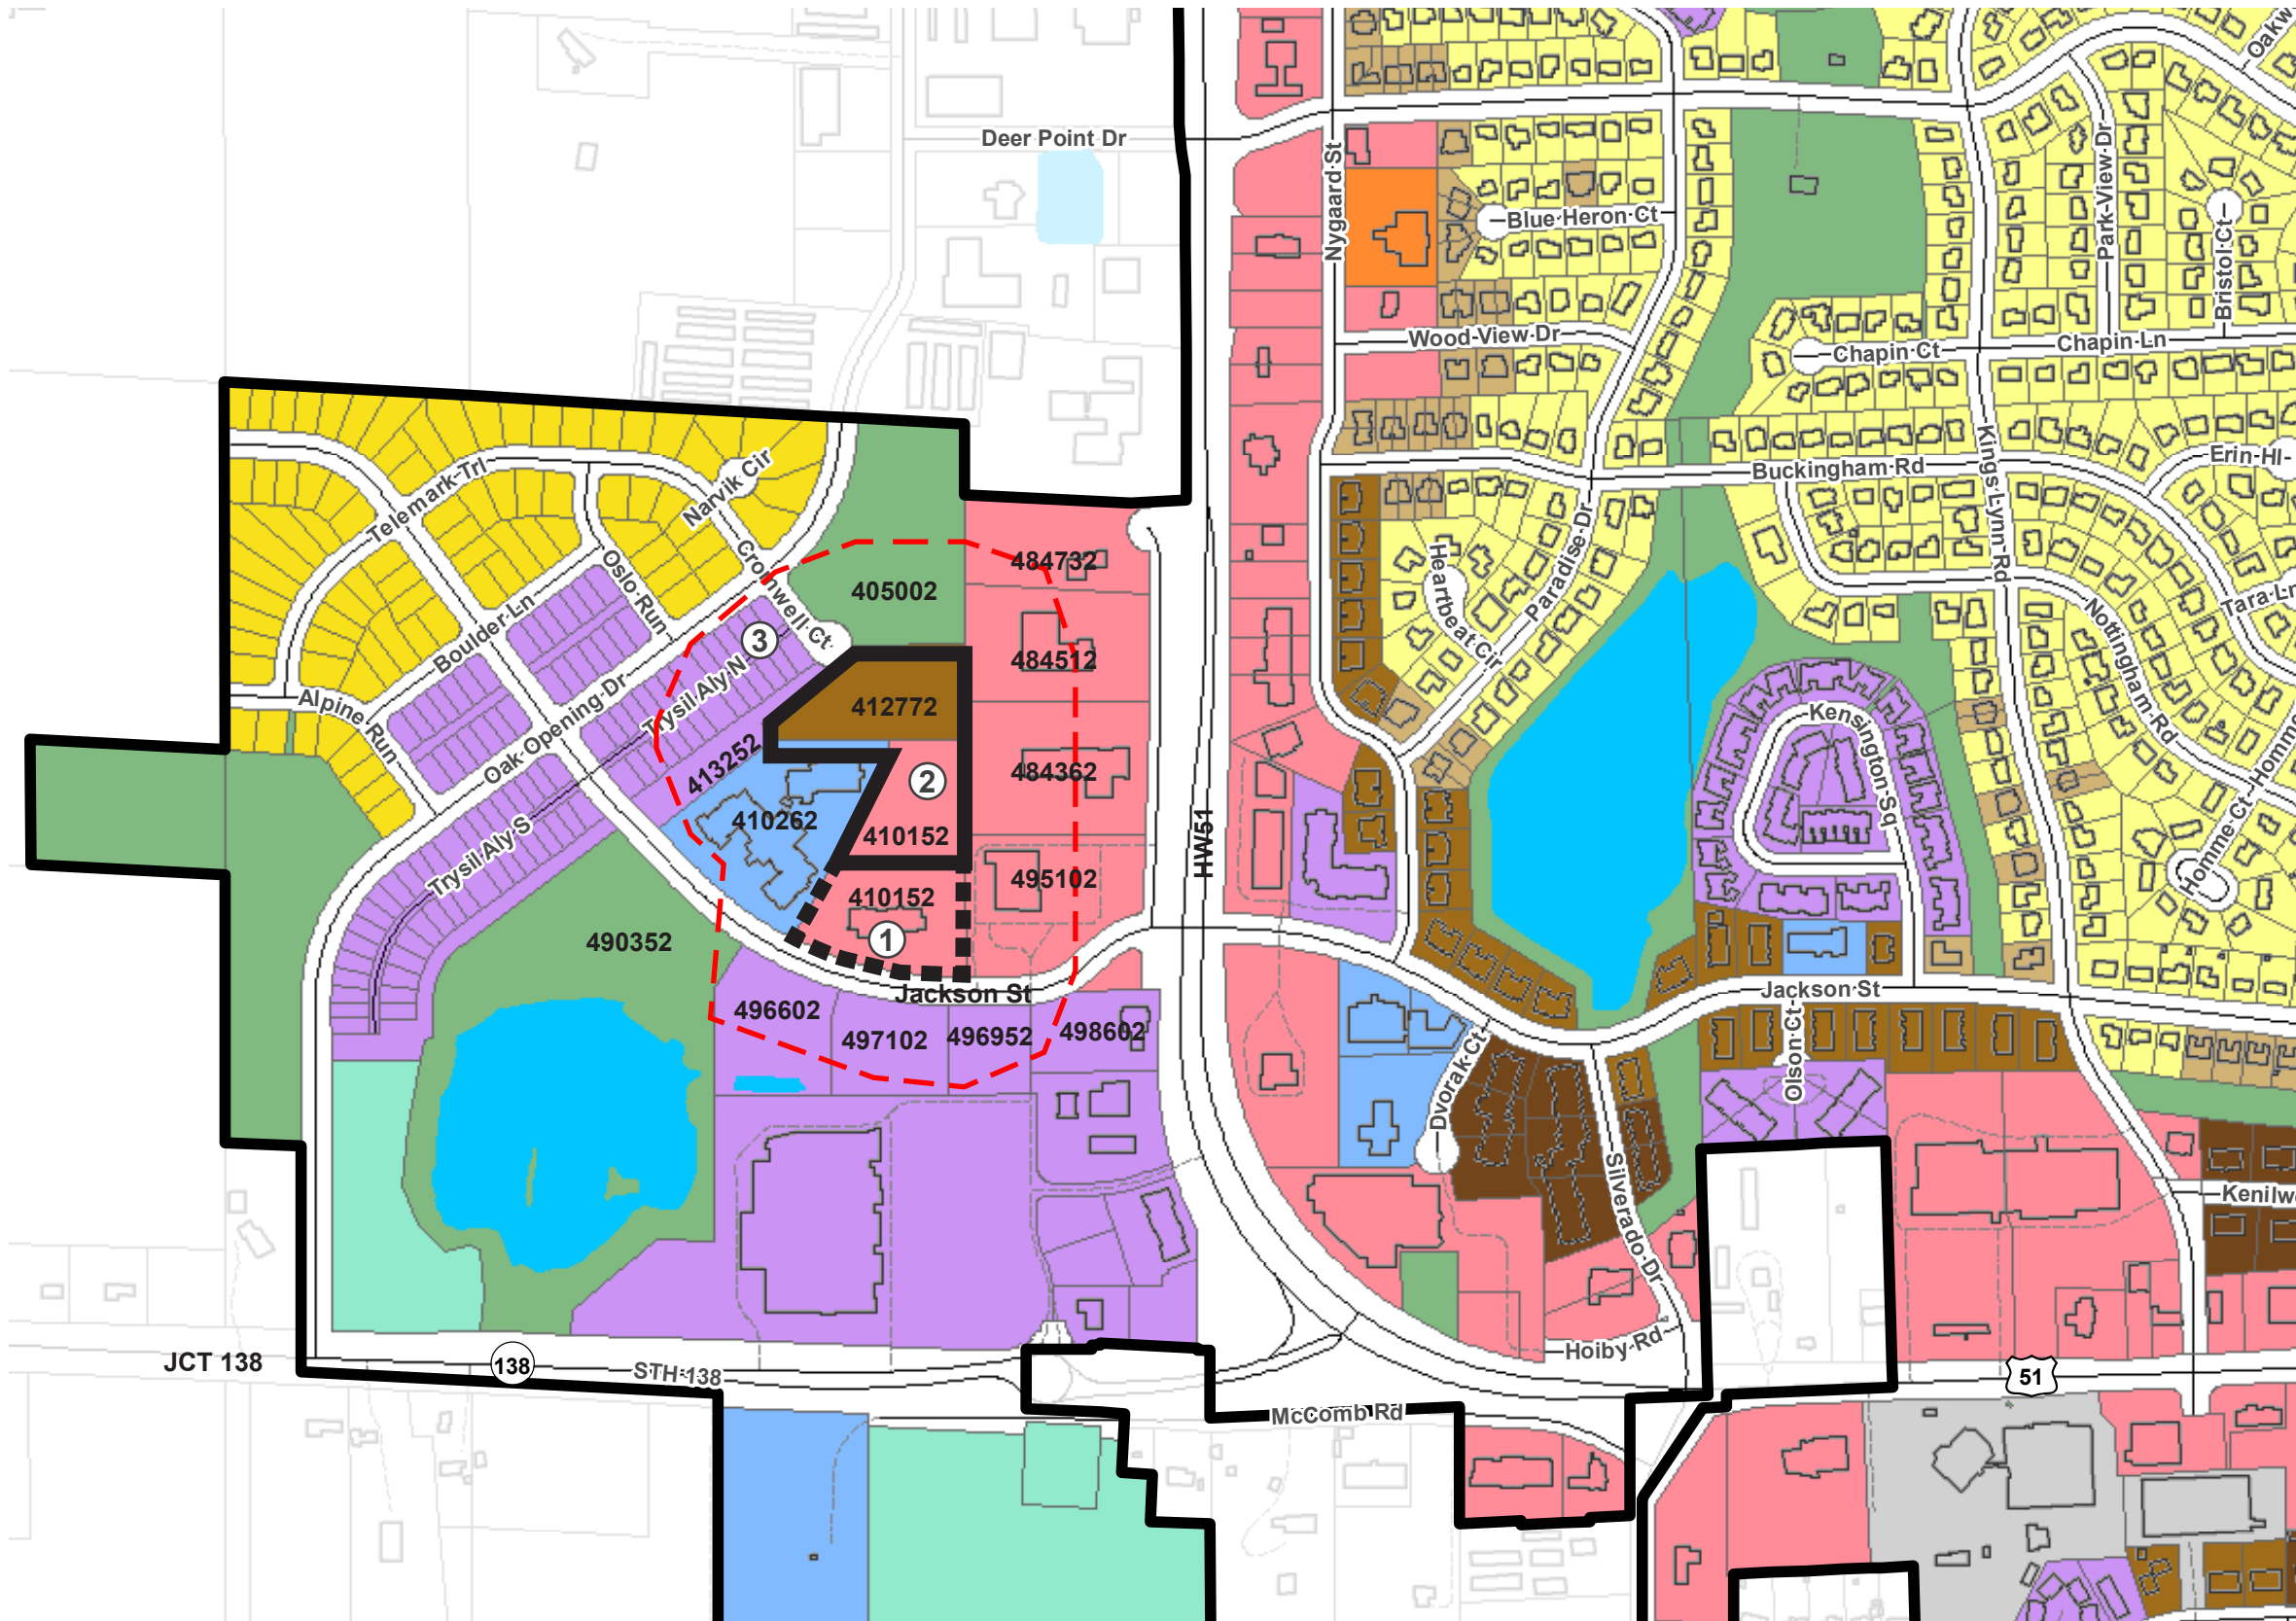 Oakw
Deer Point Dr
Nygaard St
Park View Dr
Blue Heron Ct
Bristol Ct
Wood View Dr
Chapin Ct
Chapin Ln
Kings Lynn Rd
Erin Hl
Buckingham Rd
Telemark Trl
Narvik Cir
Cromwell Ct
Oslo Run
Heartbeat Cir
Paradise Dr
484732
405002
Tara Ln
Nottingham Rd
Boulder Ln
3
484512
Alpine Run
Trysil Aly N
Oak Opening Dr
412772
Kensington Sq
413252
484362
2
Homme Ct
Homme
410262
410152
HW51
Trysil Aly S
495102
410152
1
490352
Jackson St
Jackson St
496602
497102
496952
498602
Olson Ct
Dvorak Ct
Silverado Dr
Kenilw
Hoiby Rd
JCT 138
138
STH 138
51
McComb Rd